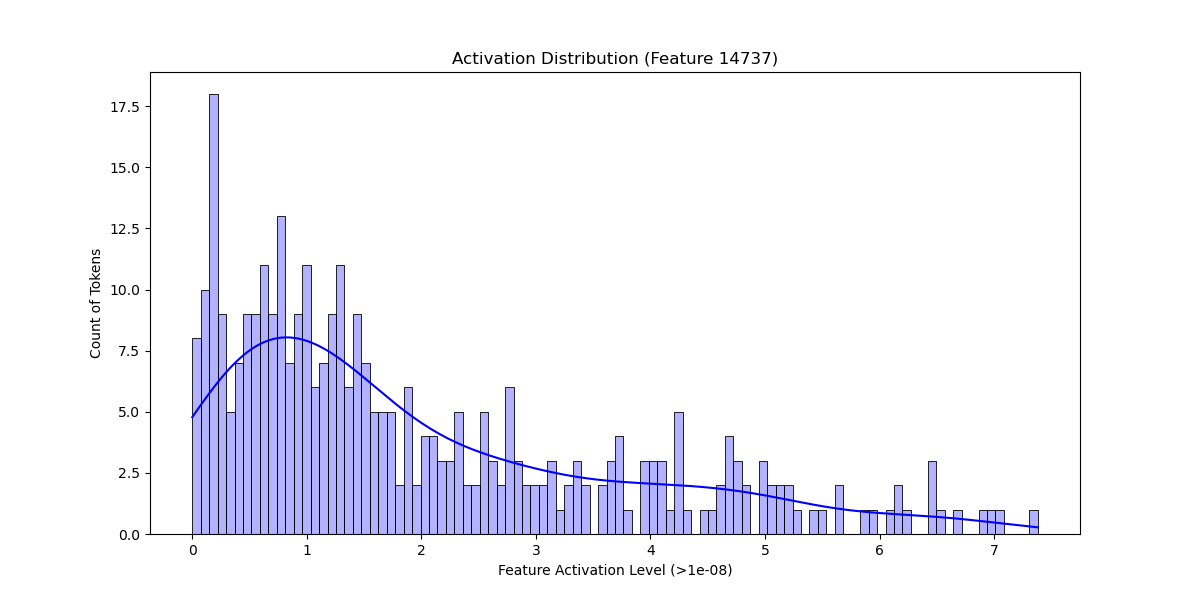 Activation Distribution (Feature 14737)
17.5
15.0
12.5
10.0
7.5
5.0
2.5
0.0
Count of Tokens
0 1 2 3 4 5 6 7
Feature Activation Level (>1e-08)